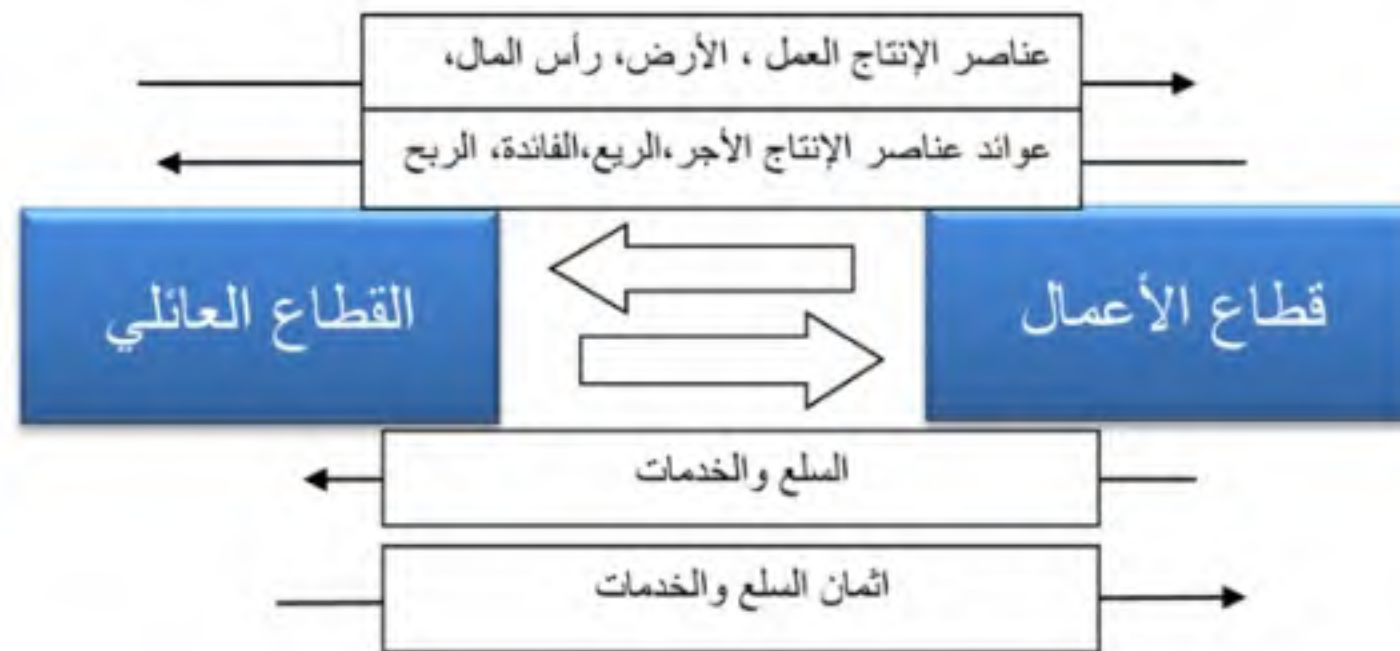 عناصر الإنتاج العمل ، الأرض، رأس المال،
عوائد عناصر الإنتاج الأجر،الريع،الفائدة، الربح
قطاع الأعمال
القطاع العائلي
السلع والخدمات
اثمان السلع والخدمات